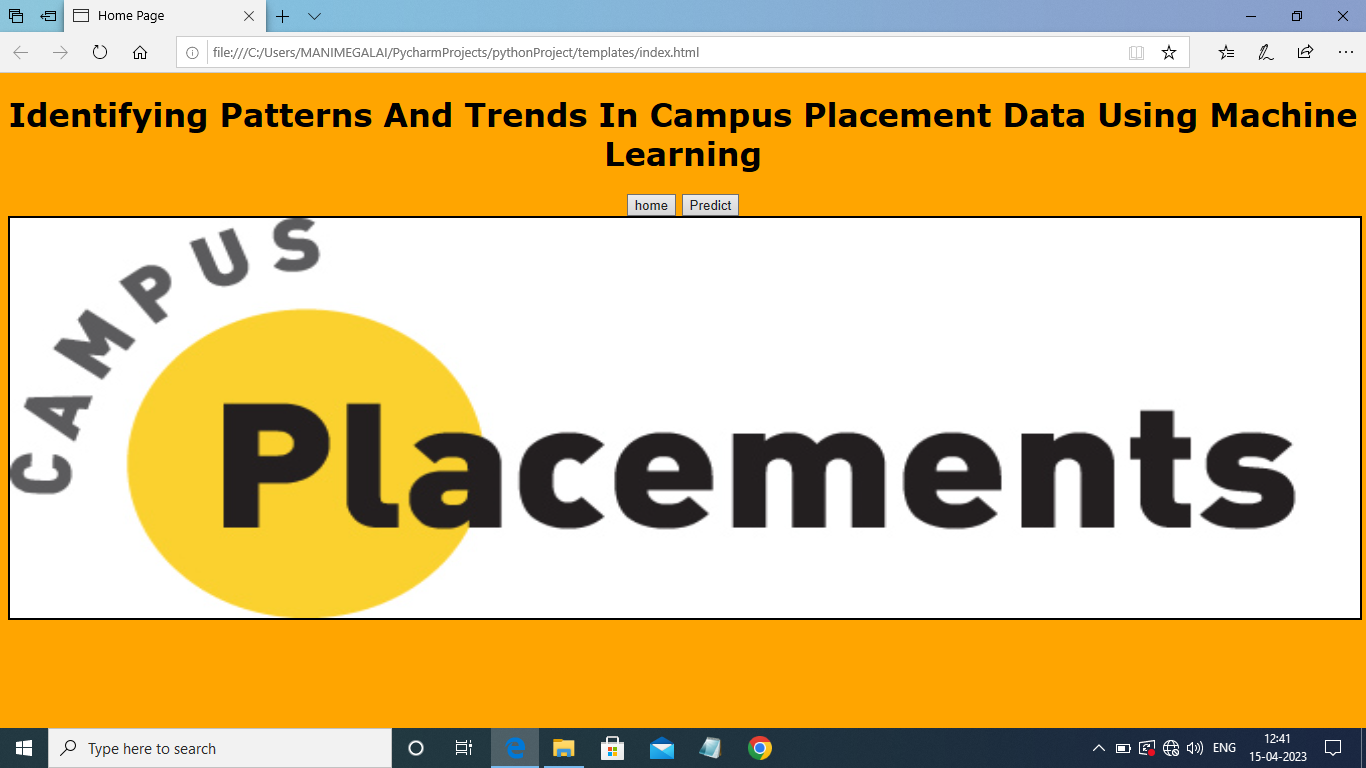 Home Page
file:///C:/Users/MANIMEGALAI/PycharmProjects/pythonProject/templates/index.html
Identifying Patterns And Trends In Campus Placement Data Using Machine
Learning
home Predict
CAMPUS
Placements
Type here to search
ENG
12:41
15-04-2023